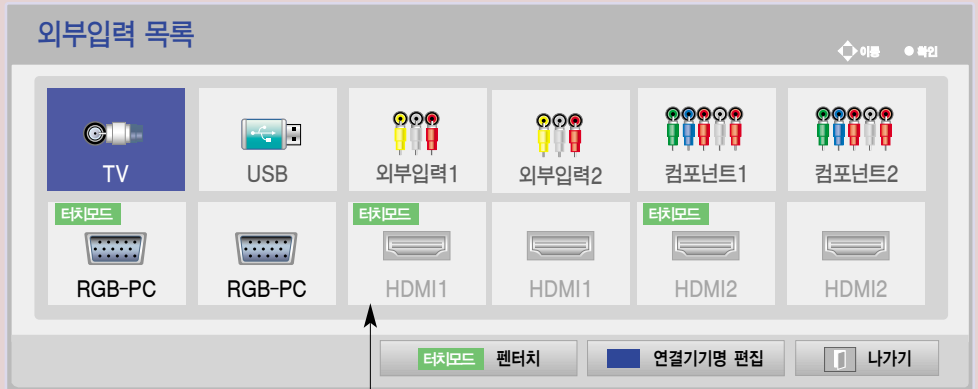 외부입력 목록
이동 확인
TV USB 외부입력1 외부입력2 컴포넌트1 컴포넌트2
터치모드 터치모드 터치모드
RGB-PC RGB-PC HDMI1 HDMI1 HDMI2 HDMI2
터치모드 펜터치 연결기기명 편집 나가기